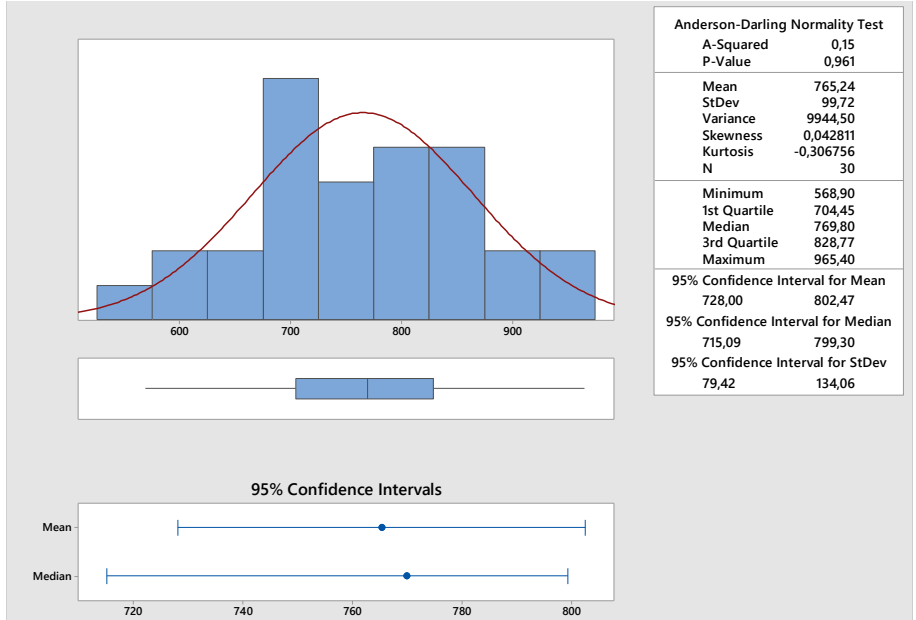 Anderson-Darling Normality Test
A-Squared 0,15
P-Value 0,961
Mean 765,24
StDev 99,72
Variance 9944,50
Skewness 0,042811
Kurtosis -0,306756
N 30
Minimum 568,90
1st Quartile 704,45
Median 769,80
3rd Quartile 828,77
Maximum 965,40
95% Confidence Interval for Mean
728,00 802,47
95% Confidence Interval for Median
715,09 799,30
95% Confidence Interval for StDev
79,42 134,06
600 700 800 900
95% Confidence Intervals
Mean
Median
720 740 760 780 800